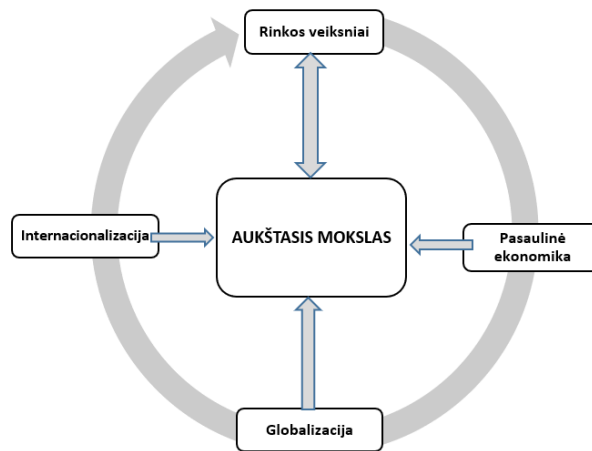 Rinkos veiksniai
Internacionalizacija
AUKŠTASIS MOKSLAS
Pasaulinė
ekonomika
Globalizacija